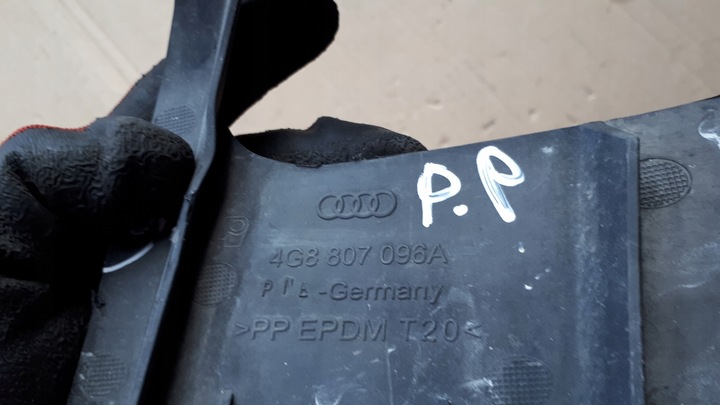 P.P
4G8 807 096A
-Germany
>PP EPDM T20<